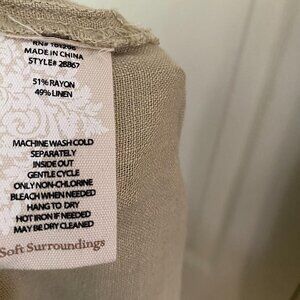 MADE IN CHINA
STYLE# 28867
51% RAYON
49% LINEN
MACHINE WASH COLD
SEPARATELY
INSIDE OUT
GENTLE CYCLE
ONLY NON-CHLORINE
BLEACH WHEN NEEDED
HANG TO DRY
HOT IRON IF NEEDED
MAY BE DRY CLEANED
Soft Surroundings